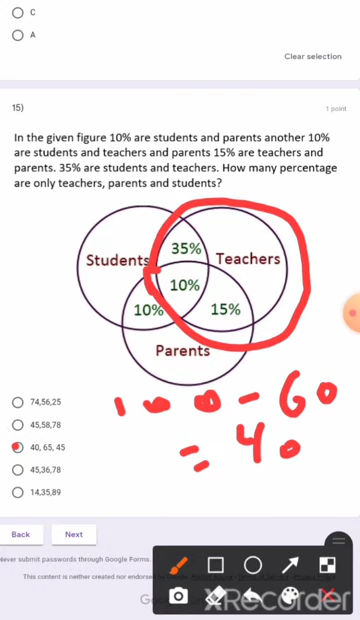 C
A
Clear selection
15)
1 point
In the given figure 10% are students and parents another 10%
are students and teachers and parents 15% are teachers and
parents. 35% are students and teachers. How many percentage
are only teachers, parents and students?
35%
Students
Teachers
10%
10%
15%
Parents
74,56,25
100 - 60
45,58,78
= 40
40, 65, 45
45,36,78
14,35,89
Back
Next
Never submit passwords through Google Forms.
This content is neither created nor endorsed by Google.
XRecorder